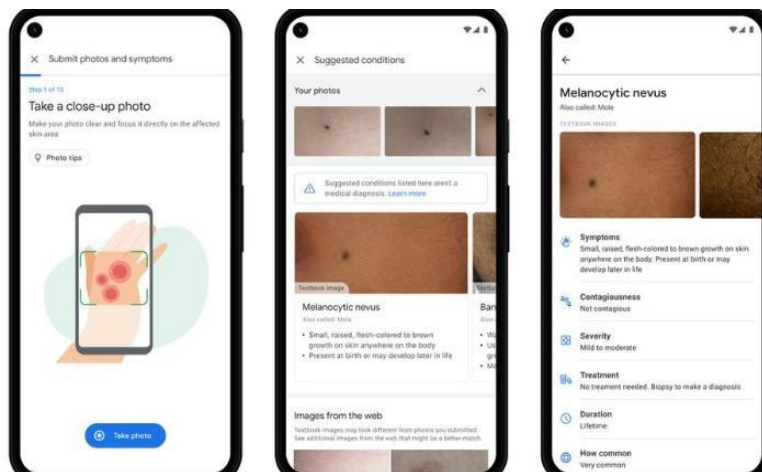 Submit photos and symptoms
Step 1 of 10
Take a close-up photo
Make your photo clear and focus it directly on the affected
skin area
Photo tips
Take photo
Suggested conditions
Your photos
Suggested conditions listed here aren't a
medical diagnosis. Learn more
Textbook image
Melanocytic nevus
Also called: Mole
• Small, raised, flesh-colored to brown
growth on skin anywhere on the body
• Present at birth or may develop later in life
Images from the web
Textbook images may look different from photos you submitted.
See additional images from the web that might be a better match.
Melanocytic nevus
Also called: Mole
TEXTBOOK IMAGES
Symptoms
Small, raised, flesh-colored to brown growth on skin
anywhere on the body. Present at birth or may
develop later in life
Contagiousness
Not contagious
Severity
Mild to moderate
Treatment
No treament needed. Biopsy to make a diagnosis
Duration
Lifetime
How common
Very common